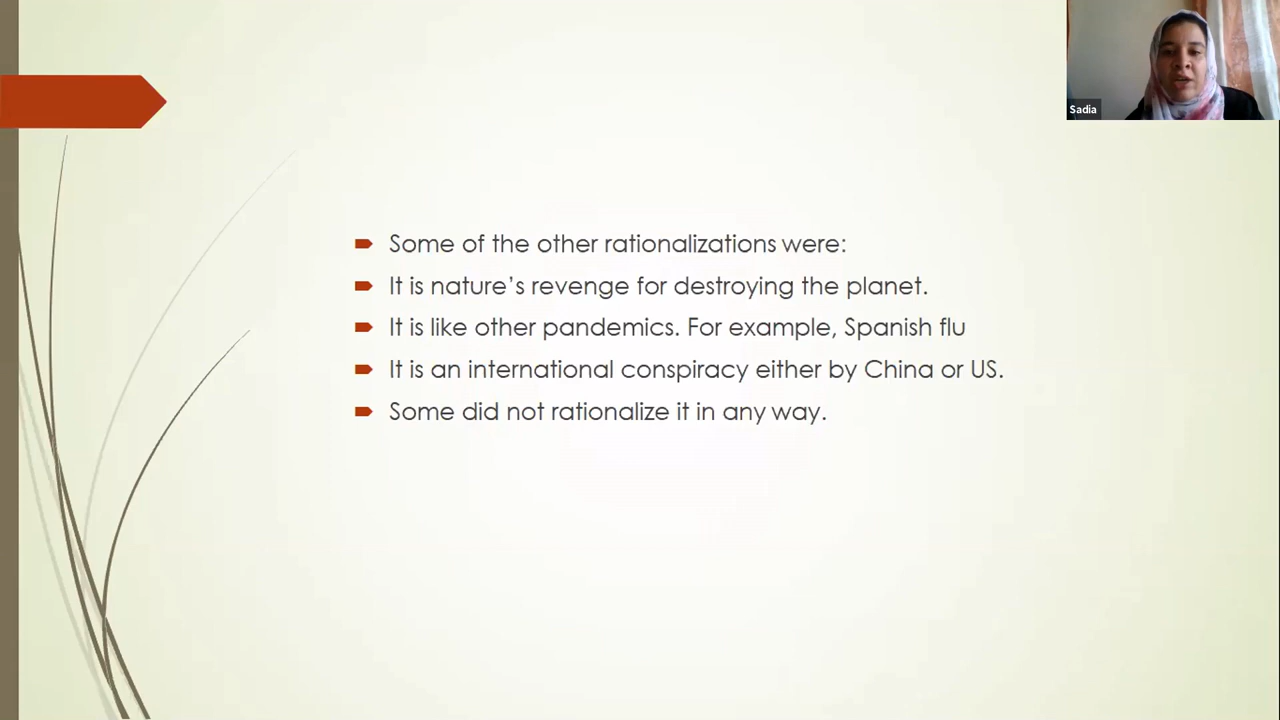 Sadia
Some of the other rationalizations were:
It is nature’s revenge for destroying the planet.
It is like other pandemics. For example, Spanish flu
It is an international conspiracy either by China or US.
Some did not rationalize it in any way.